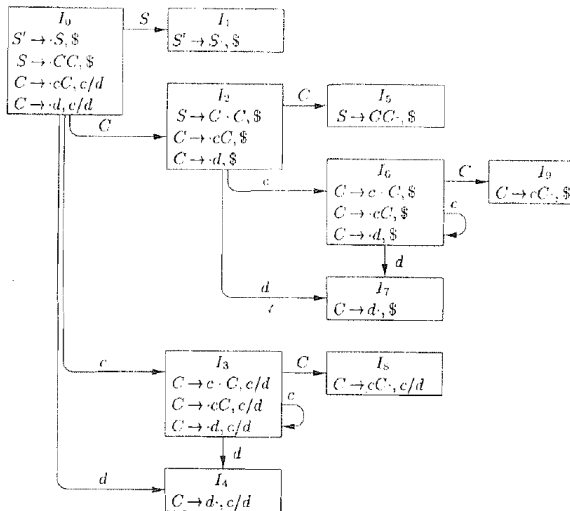 I₀
S' → ·S, $
S → ·CC, $
C → ·cC, c/d
C → ·d, c/d
S
I₁
S' → S·, $
C
I₂
S → C · C, $
C → ·cC, $
C → ·d, $
C
I₅
S → CC·, $
c
I₆
C → c · C, $
C → ·cC, $
C → ·d, $
C
I₉
C → cC·, $
c
d
d
I₇
C → d·, $
c
I₃
C → c · C, c/d
C → ·cC, c/d
C → ·d, c/d
C
I₈
C → cC·, c/d
c
d
d
I₄
C → d·, c/d